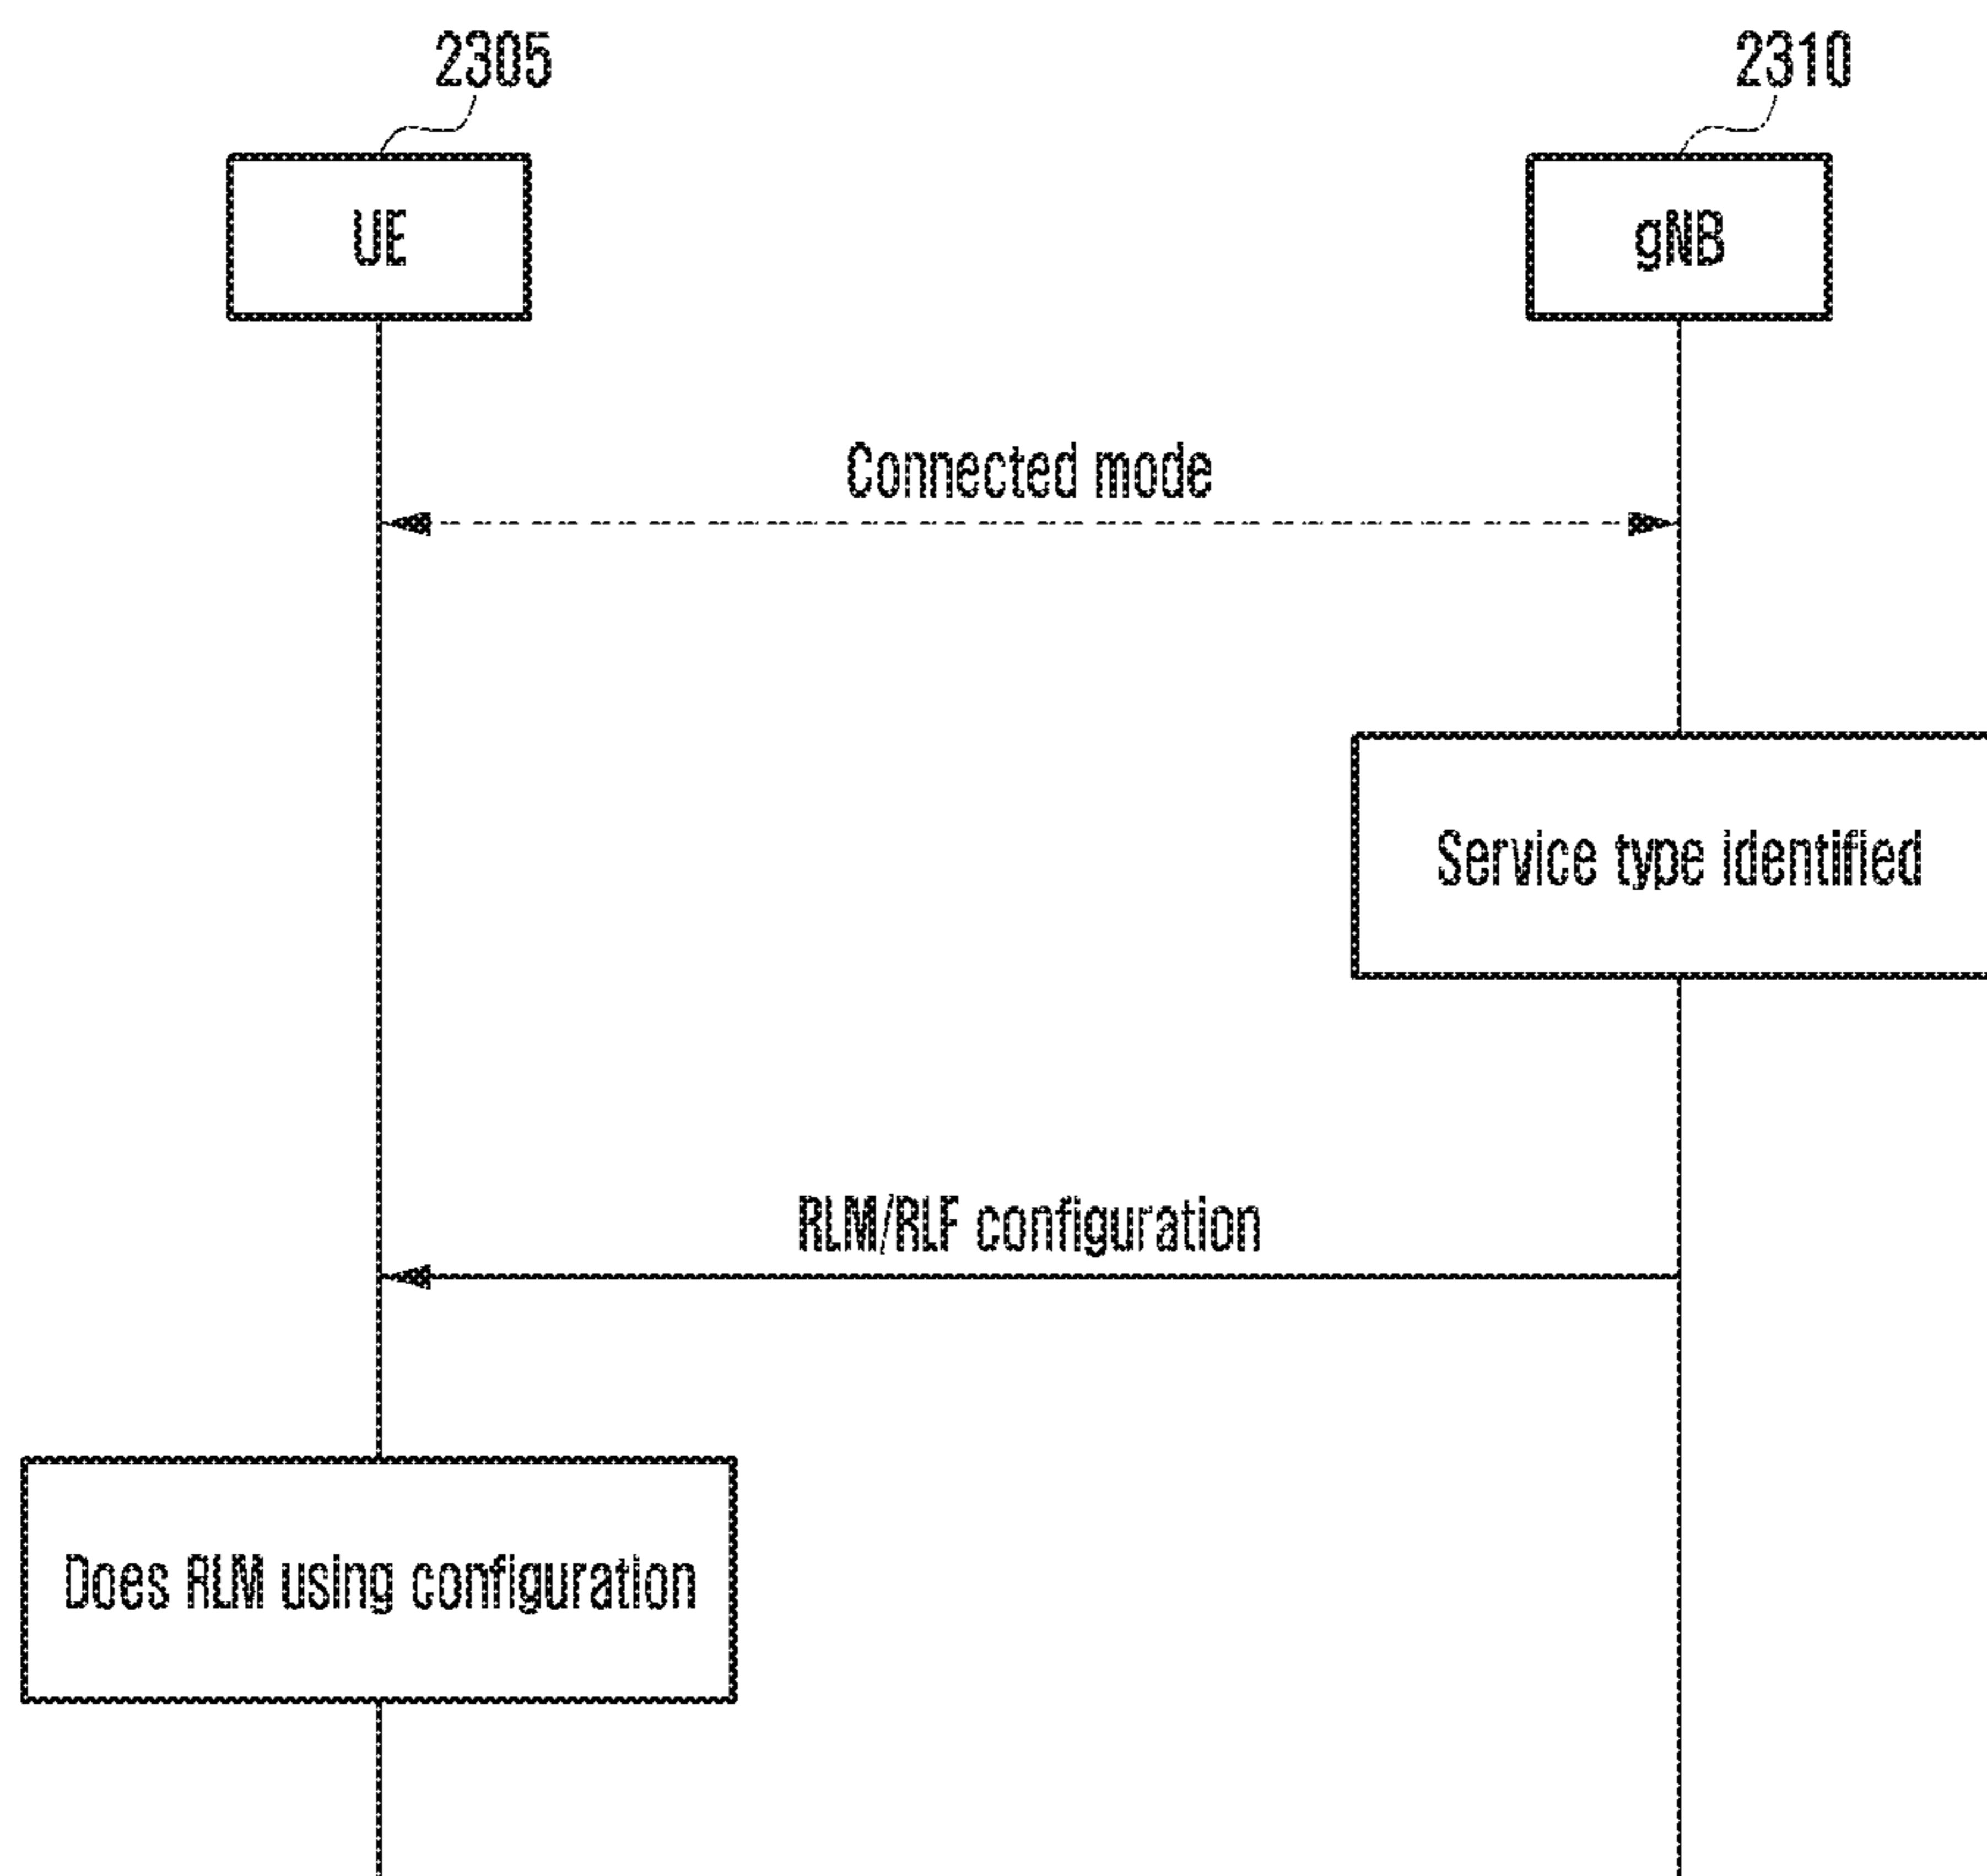 2305
2310
UE
gNB
Connected mode
Service type identified
RLM/RLF configuration
Does RLM using configuration